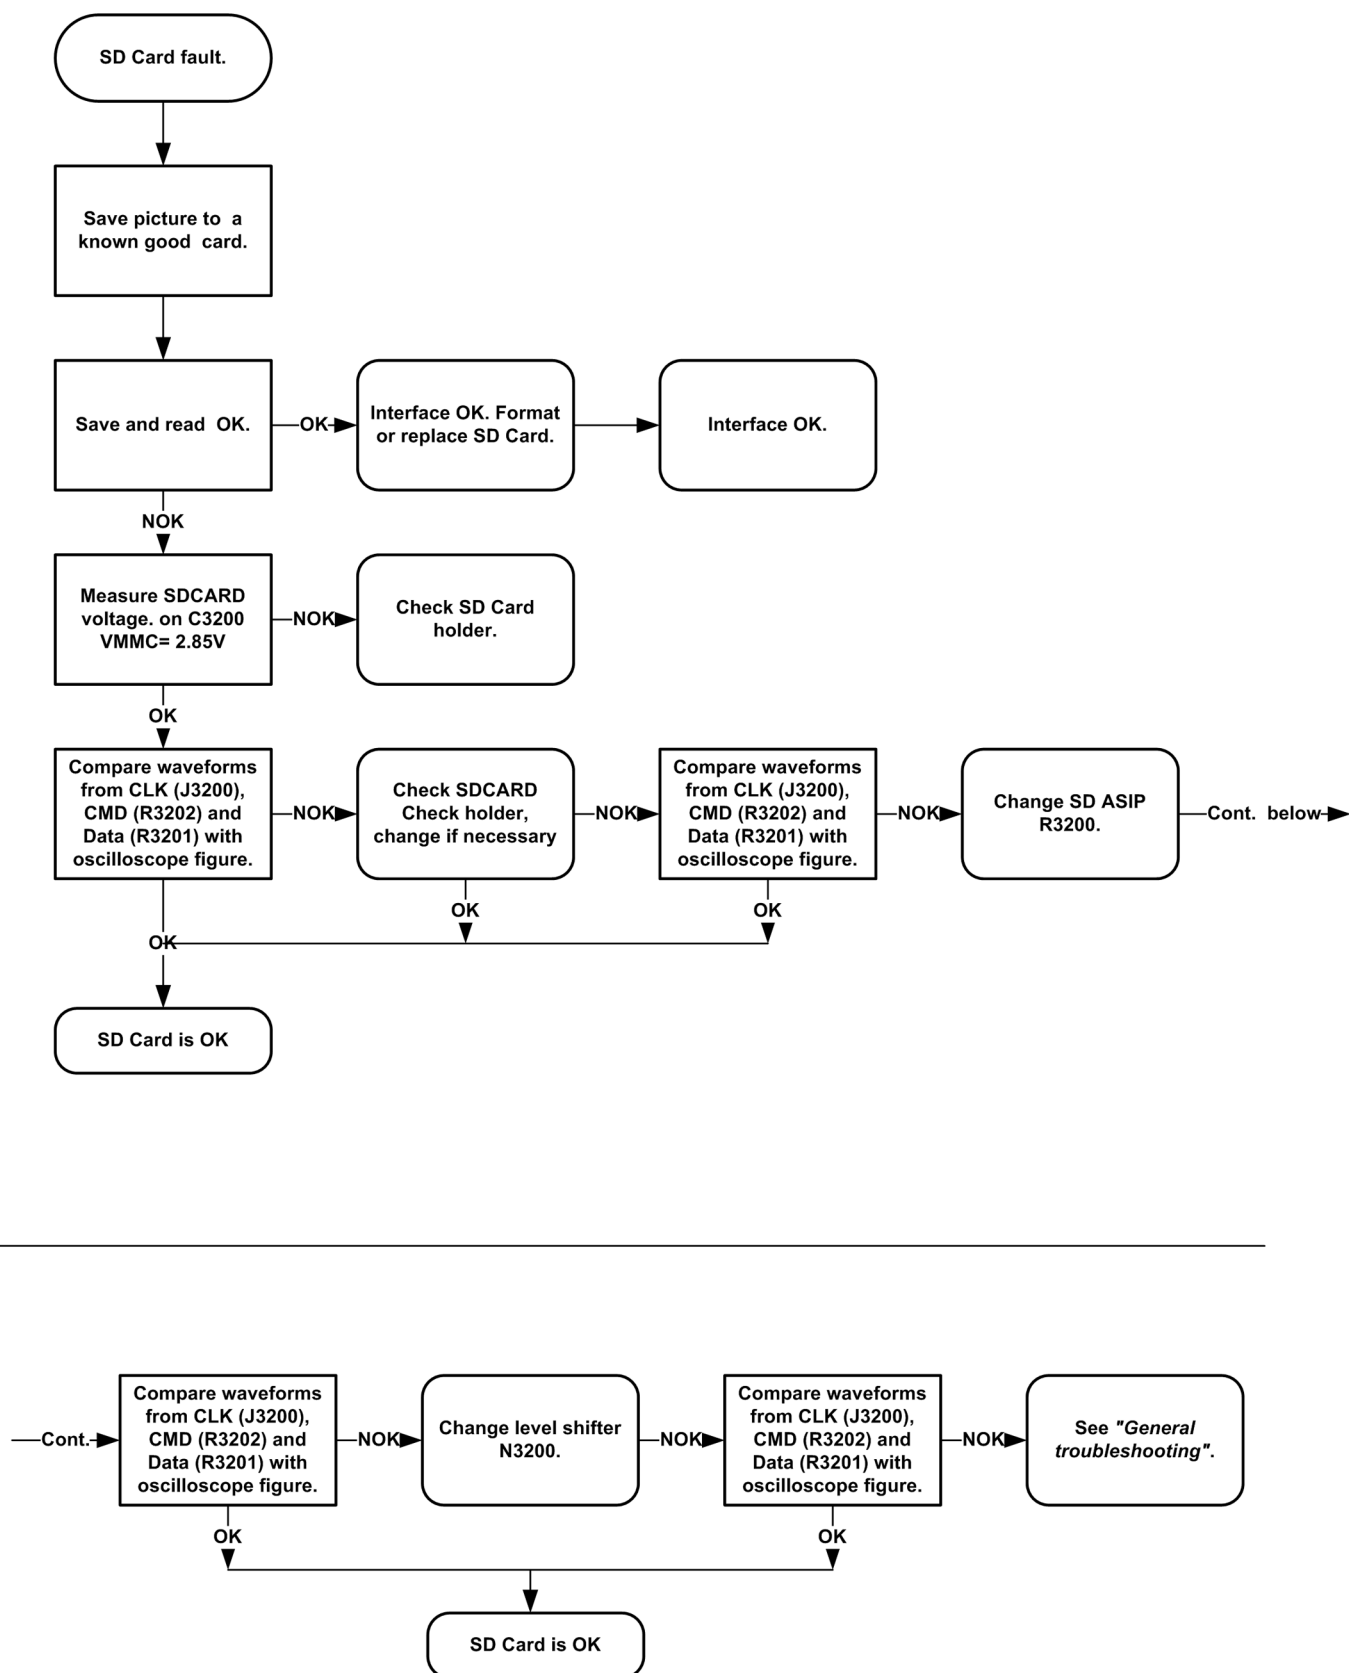 SD Card fault.
Save picture to a
known good card.
Save and read OK.
OK
Interface OK. Format
or replace SD Card.
Interface OK.
NOK
Measure SDCARD
voltage. on C3200
VMMC= 2.85V
NOK
Check SD Card
holder.
OK
Compare waveforms
from CLK (J3200),
CMD (R3202) and
Data (R3201) with
oscilloscope figure.
NOK
Check SDCARD
Check holder,
change if necessary
NOK
Compare waveforms
from CLK (J3200),
CMD (R3202) and
Data (R3201) with
oscilloscope figure.
NOK
Change SD ASIP
R3200.
Cont. below
OK
OK
OK
SD Card is OK
Cont.
Compare waveforms
from CLK (J3200),
CMD (R3202) and
Data (R3201) with
oscilloscope figure.
NOK
Change level shifter
N3200.
NOK
Compare waveforms
from CLK (J3200),
CMD (R3202) and
Data (R3201) with
oscilloscope figure.
NOK
See "General
troubleshooting".
OK
OK
SD Card is OK